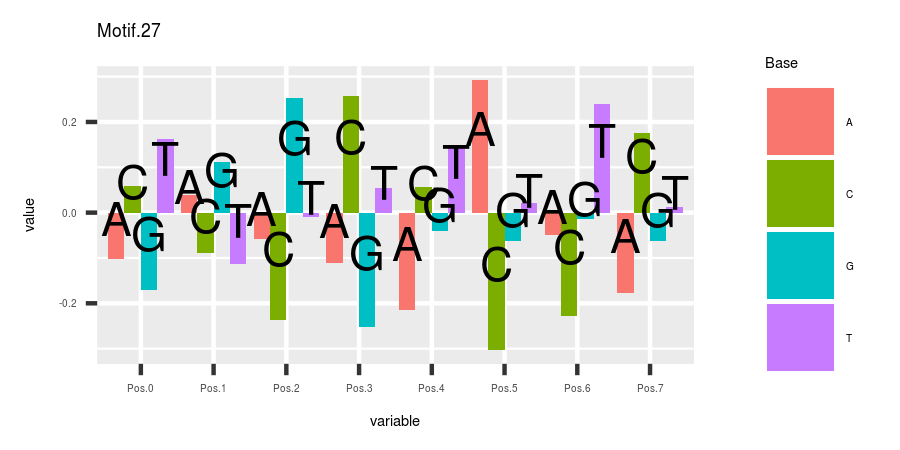 Motif.27
value
0.2
0.0
-0.2
A C G T A C G T A C G T A C G T A C G T A C G T A C G T A C G T
Pos.0 Pos.1 Pos.2 Pos.3 Pos.4 Pos.5 Pos.6 Pos.7
variable
Base
A
C
G
T